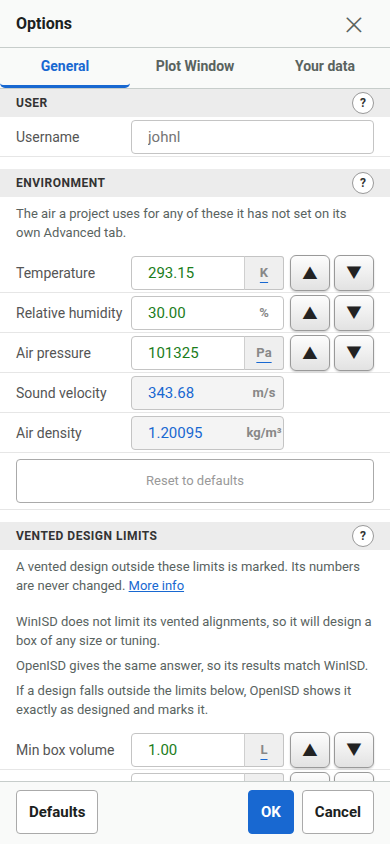 Options
General
Plot Window
Your data
USER
?
Username
johnl
ENVIRONMENT
?
The air a project uses for any of these it has not set on its
own Advanced tab.
Temperature
293.15
K
▲
▼
Relative humidity
30.00
%
▲
▼
Air pressure
101325
Pa
▲
▼
Sound velocity
343.68
m/s
Air density
1.20095
kg/m³
Reset to defaults
VENTED DESIGN LIMITS
?
A vented design outside these limits is marked. Its numbers
are never changed. More info
WinISD does not limit its vented alignments, so it will design a
box of any size or tuning.
OpenISD gives the same answer, so its results match WinISD.
If a design falls outside the limits below, OpenISD shows it
exactly as designed and marks it.
Min box volume
1.00
L
▲
▼
Defaults
OK
Cancel